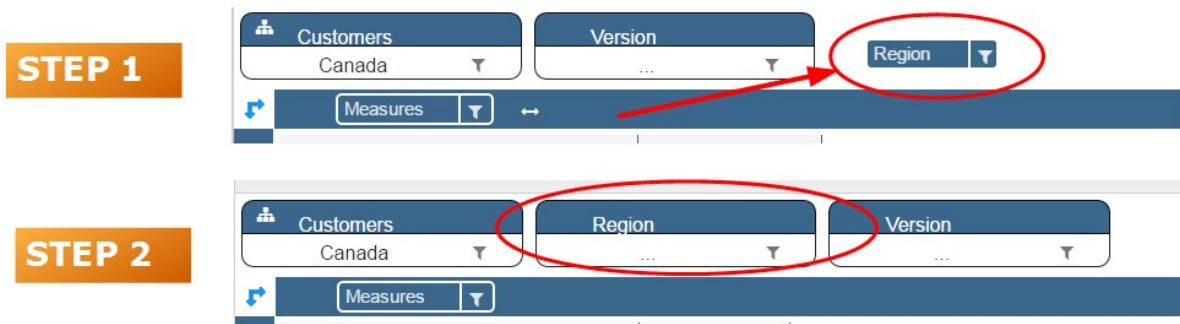 STEP 1
Customers
Version
Region
Canada
...
Measures
STEP 2
Customers
Region
Version
Canada
...
...
Measures